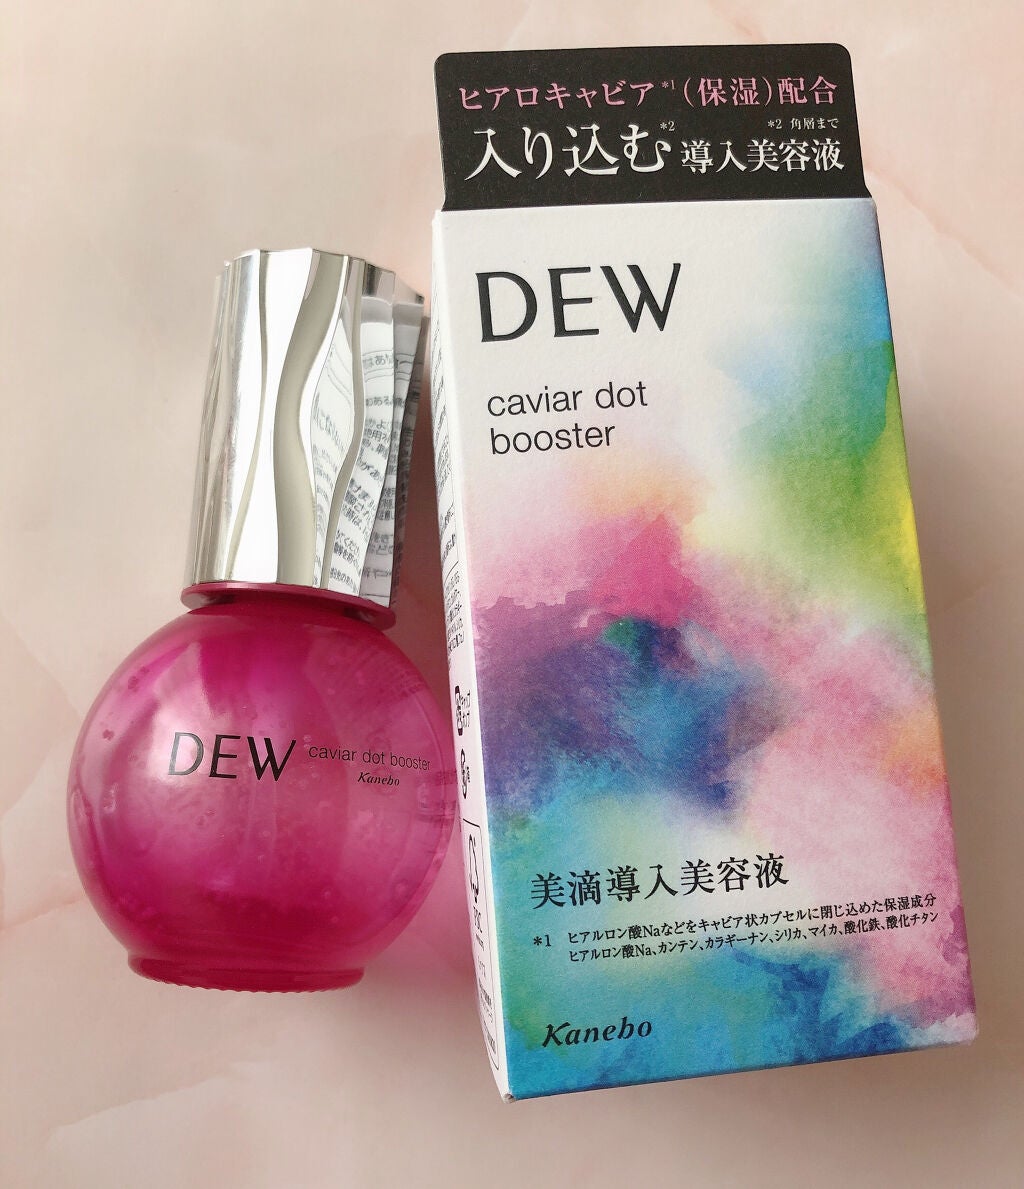 ヒアロキャビア*1(保湿)配合
*2 角層まで
入り込む*2導入美容液
DEW
caviar dot
booster
美滴導入美容液
*1 ヒアルロン酸Naなどをキャビア状カプセルに閉じ込めた保湿成分
ヒアルロン酸Na、カンテン、カラギーナン、シリカ、マイカ、酸化鉄、酸化チタン
Kanebo
DEW caviar dot booster
Kanebo